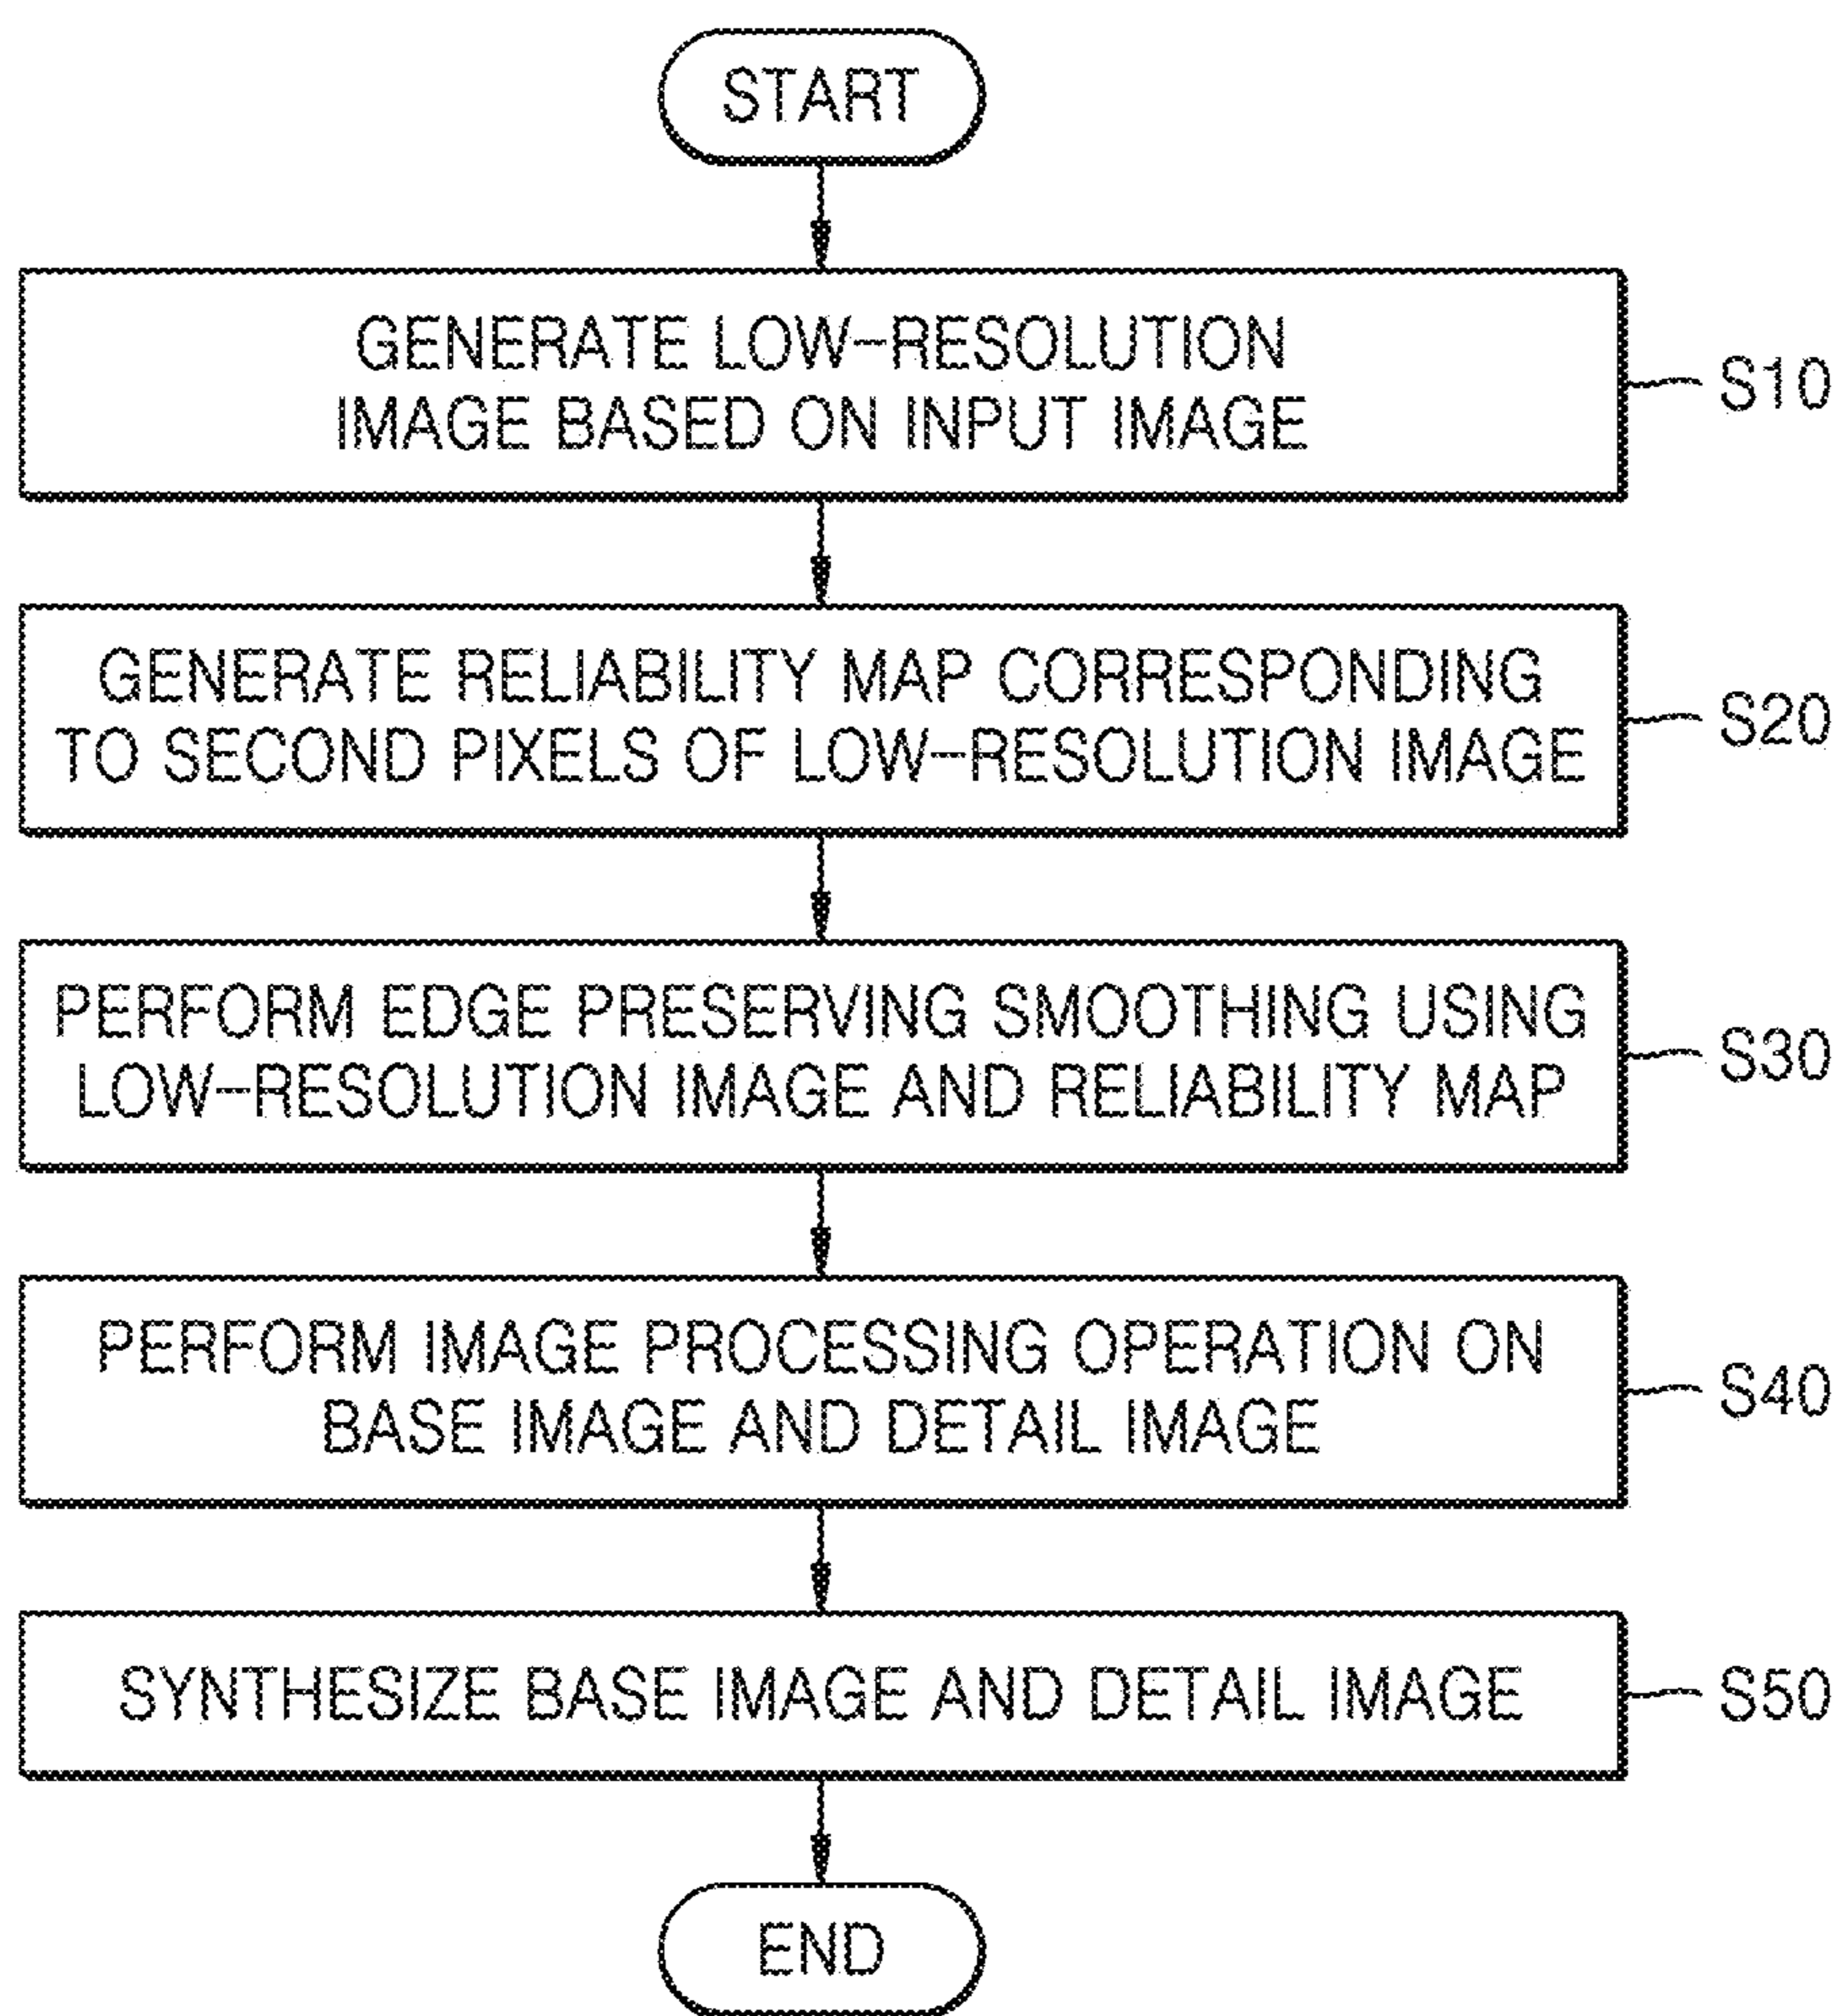 START
GENERATE LOW-RESOLUTION
IMAGE BASED ON INPUT IMAGE
S10
GENERATE RELIABILITY MAP CORRESPONDING
TO SECOND PIXELS OF LOW-RESOLUTION IMAGE
S20
PERFORM EDGE PRESERVING SMOOTHING USING
LOW-RESOLUTION IMAGE AND RELIABILITY MAP
S30
PERFORM IMAGE PROCESSING OPERATION ON
BASE IMAGE AND DETAIL IMAGE
S40
SYNTHESIZE BASE IMAGE AND DETAIL IMAGE
S50
END